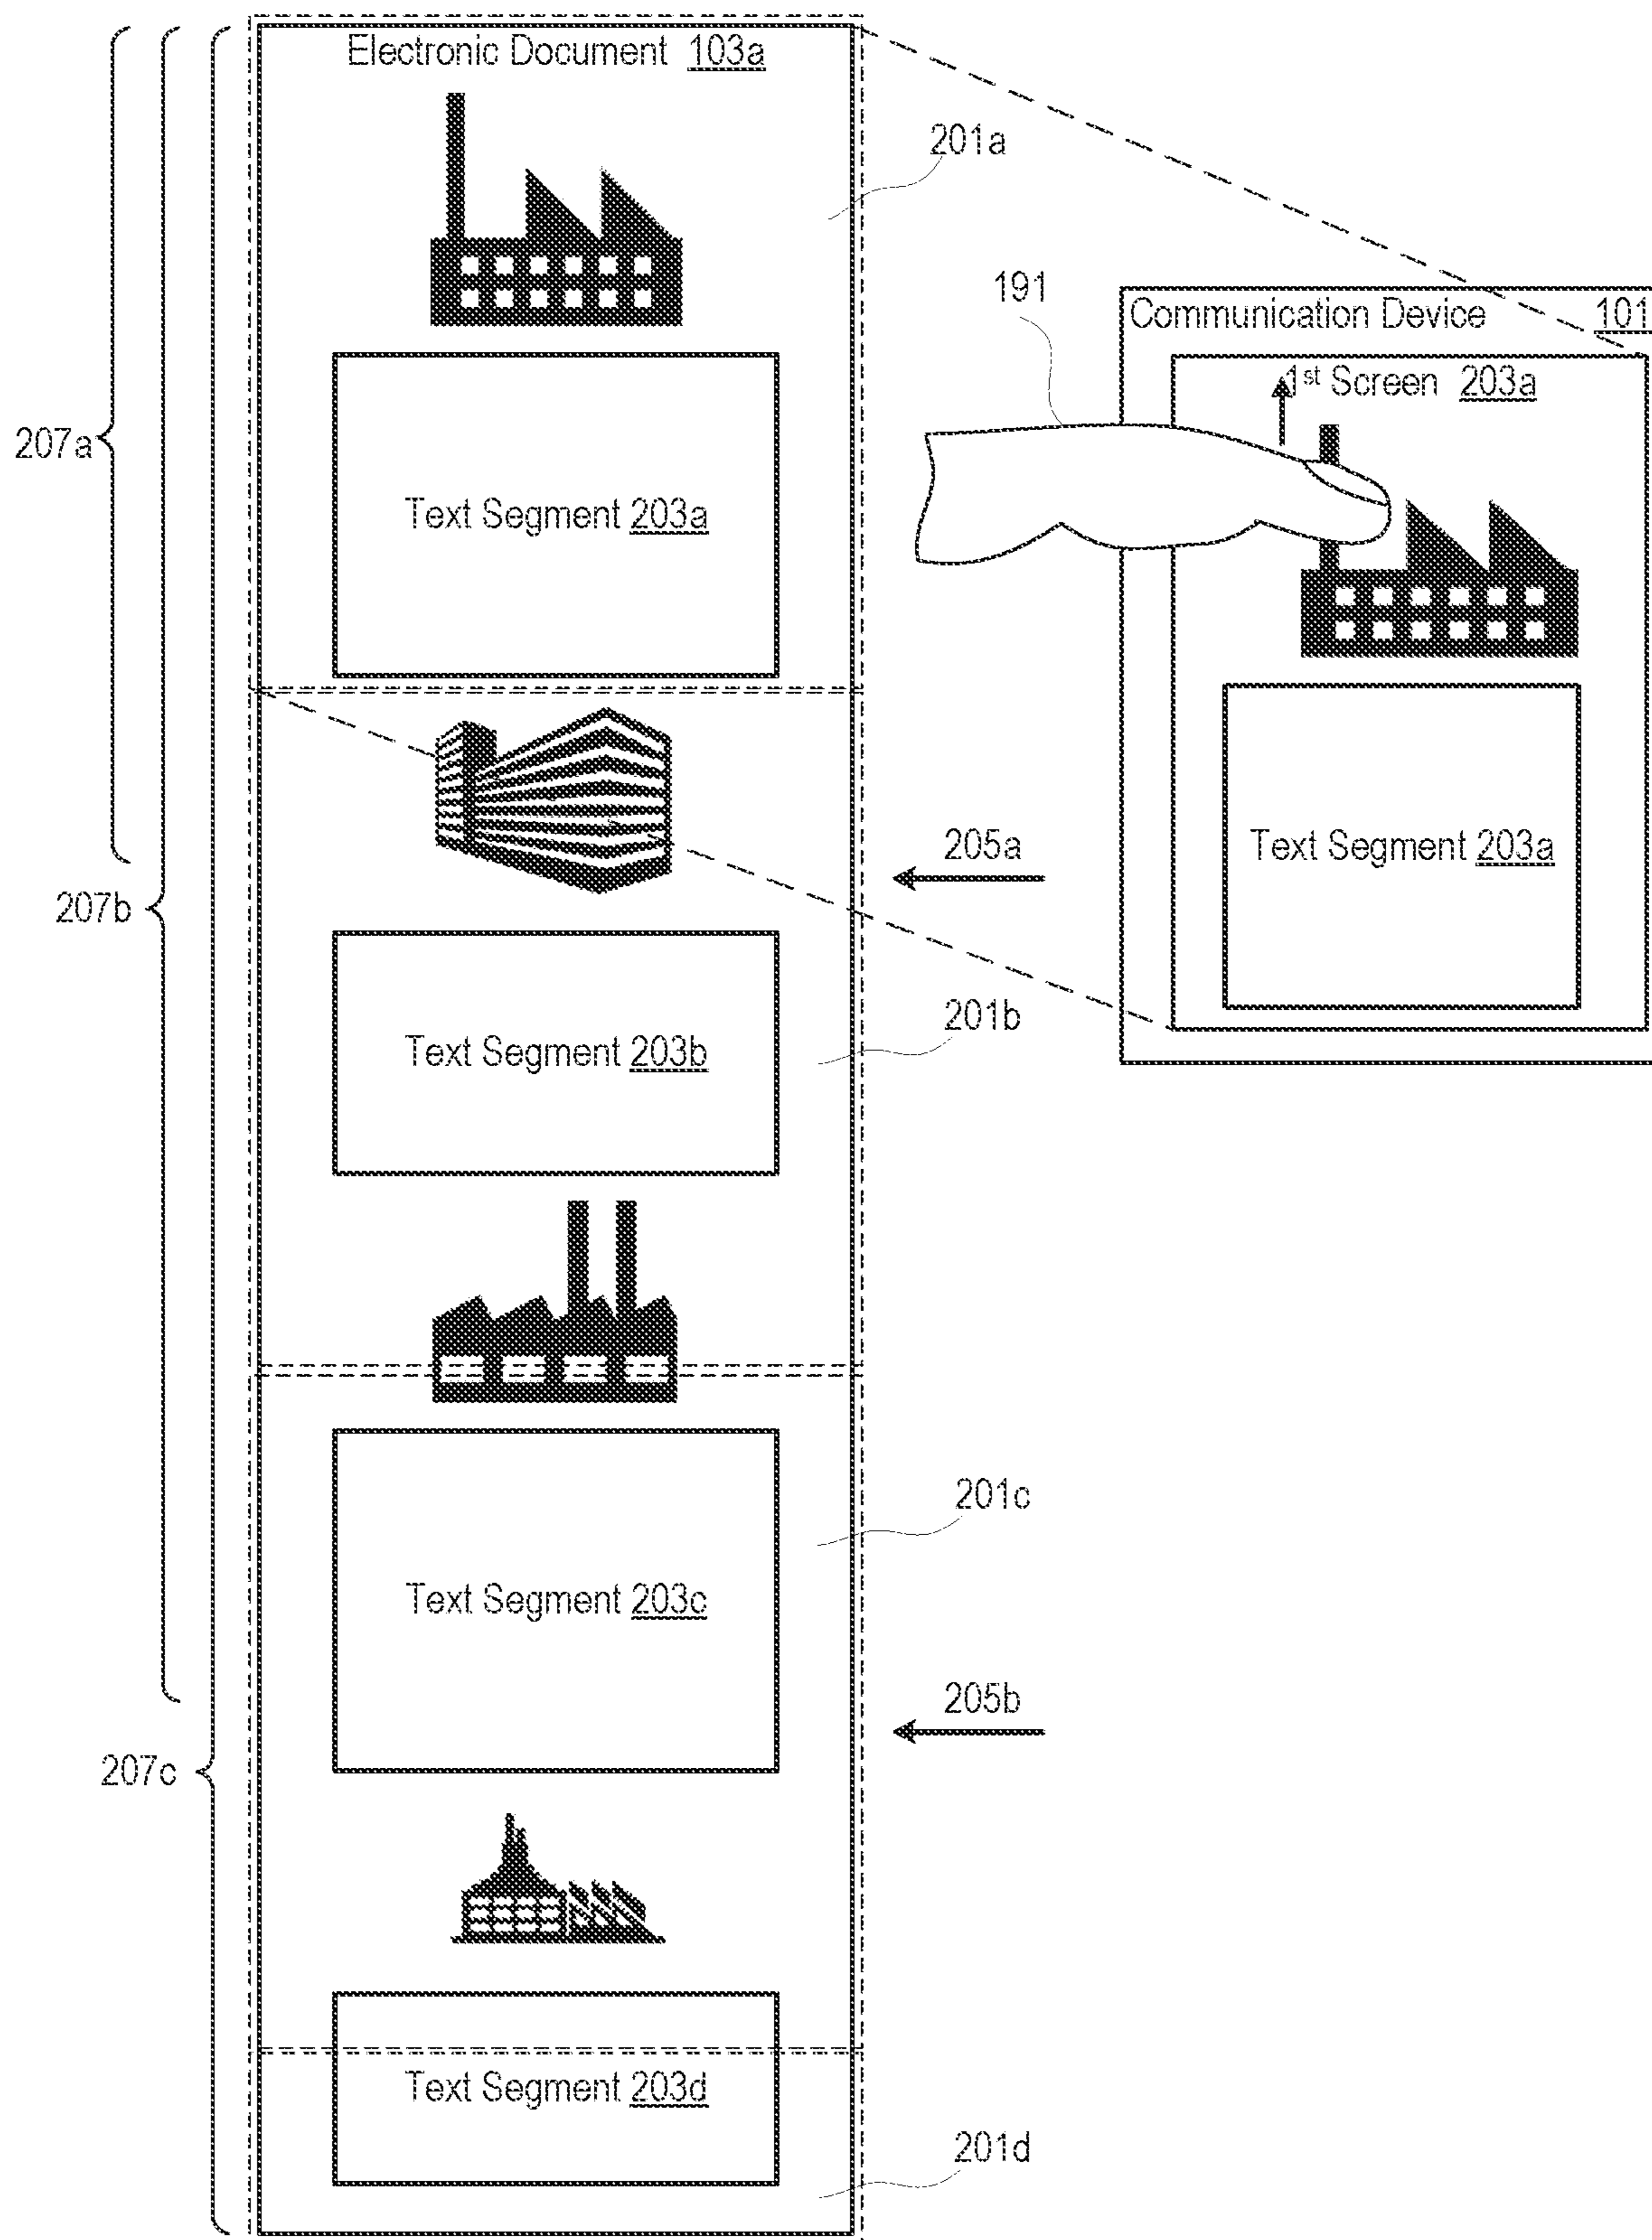 Electronic Document 103a
201a
191
Communication Device 101
1st Screen 203a
207a
Text Segment 203a
205a
Text Segment 203a
207b
201b
Text Segment 203b
201c
Text Segment 203c
205b
207c
Text Segment 203d
201d